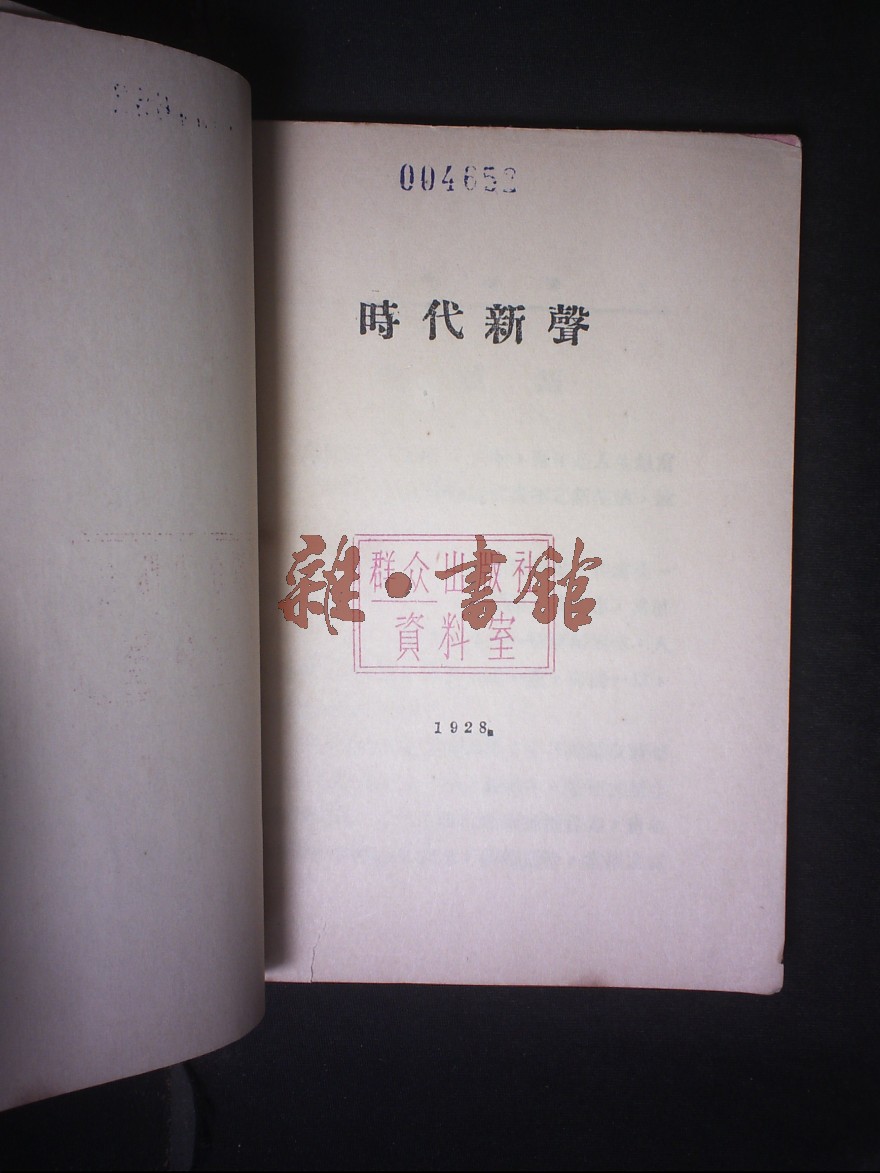 004652
時代新聲
雜·書館
群众出版社
資料室
1928